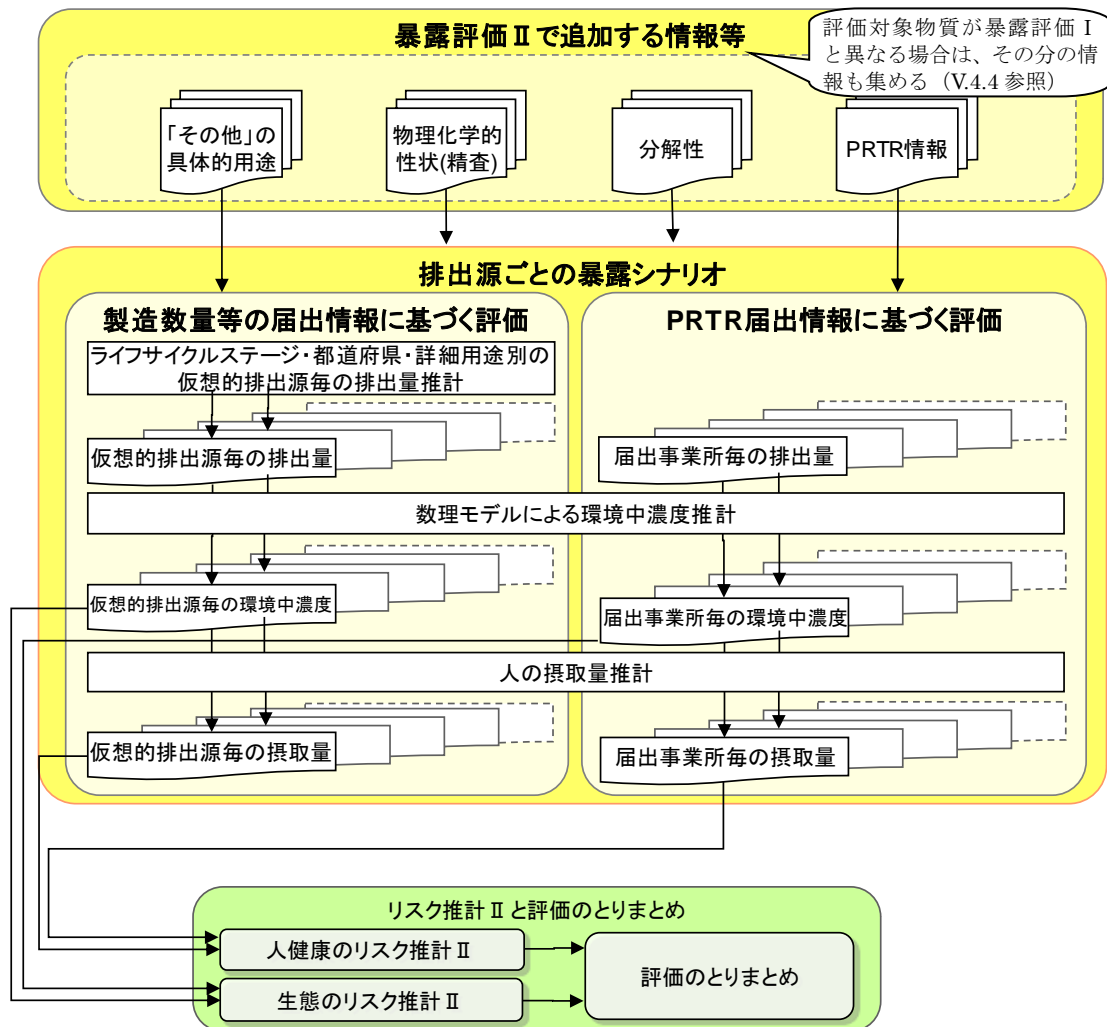 暴露評価Ⅱで追加する情報等
評価対象物質が暴露評価Ⅰ
と異なる場合は、その分の情
報も集める（V.4.4 参照）
「その他」の
具体的用途
物理化学的
性状(精査)
分解性
PRTR情報
排出源ごとの暴露シナリオ
製造数量等の届出情報に基づく評価
PRTR届出情報に基づく評価
ライフサイクルステージ・都道府県・詳細用途別の
仮想的排出源毎の排出量推計
仮想的排出源毎の排出量
届出事業所毎の排出量
数理モデルによる環境中濃度推計
仮想的排出源毎の環境中濃度
届出事業所毎の環境中濃度
人の摂取量推計
仮想的排出源毎の摂取量
届出事業所毎の摂取量
リスク推計Ⅱと評価のとりまとめ
人健康のリスク推計Ⅱ
評価のとりまとめ
生態のリスク推計Ⅱ